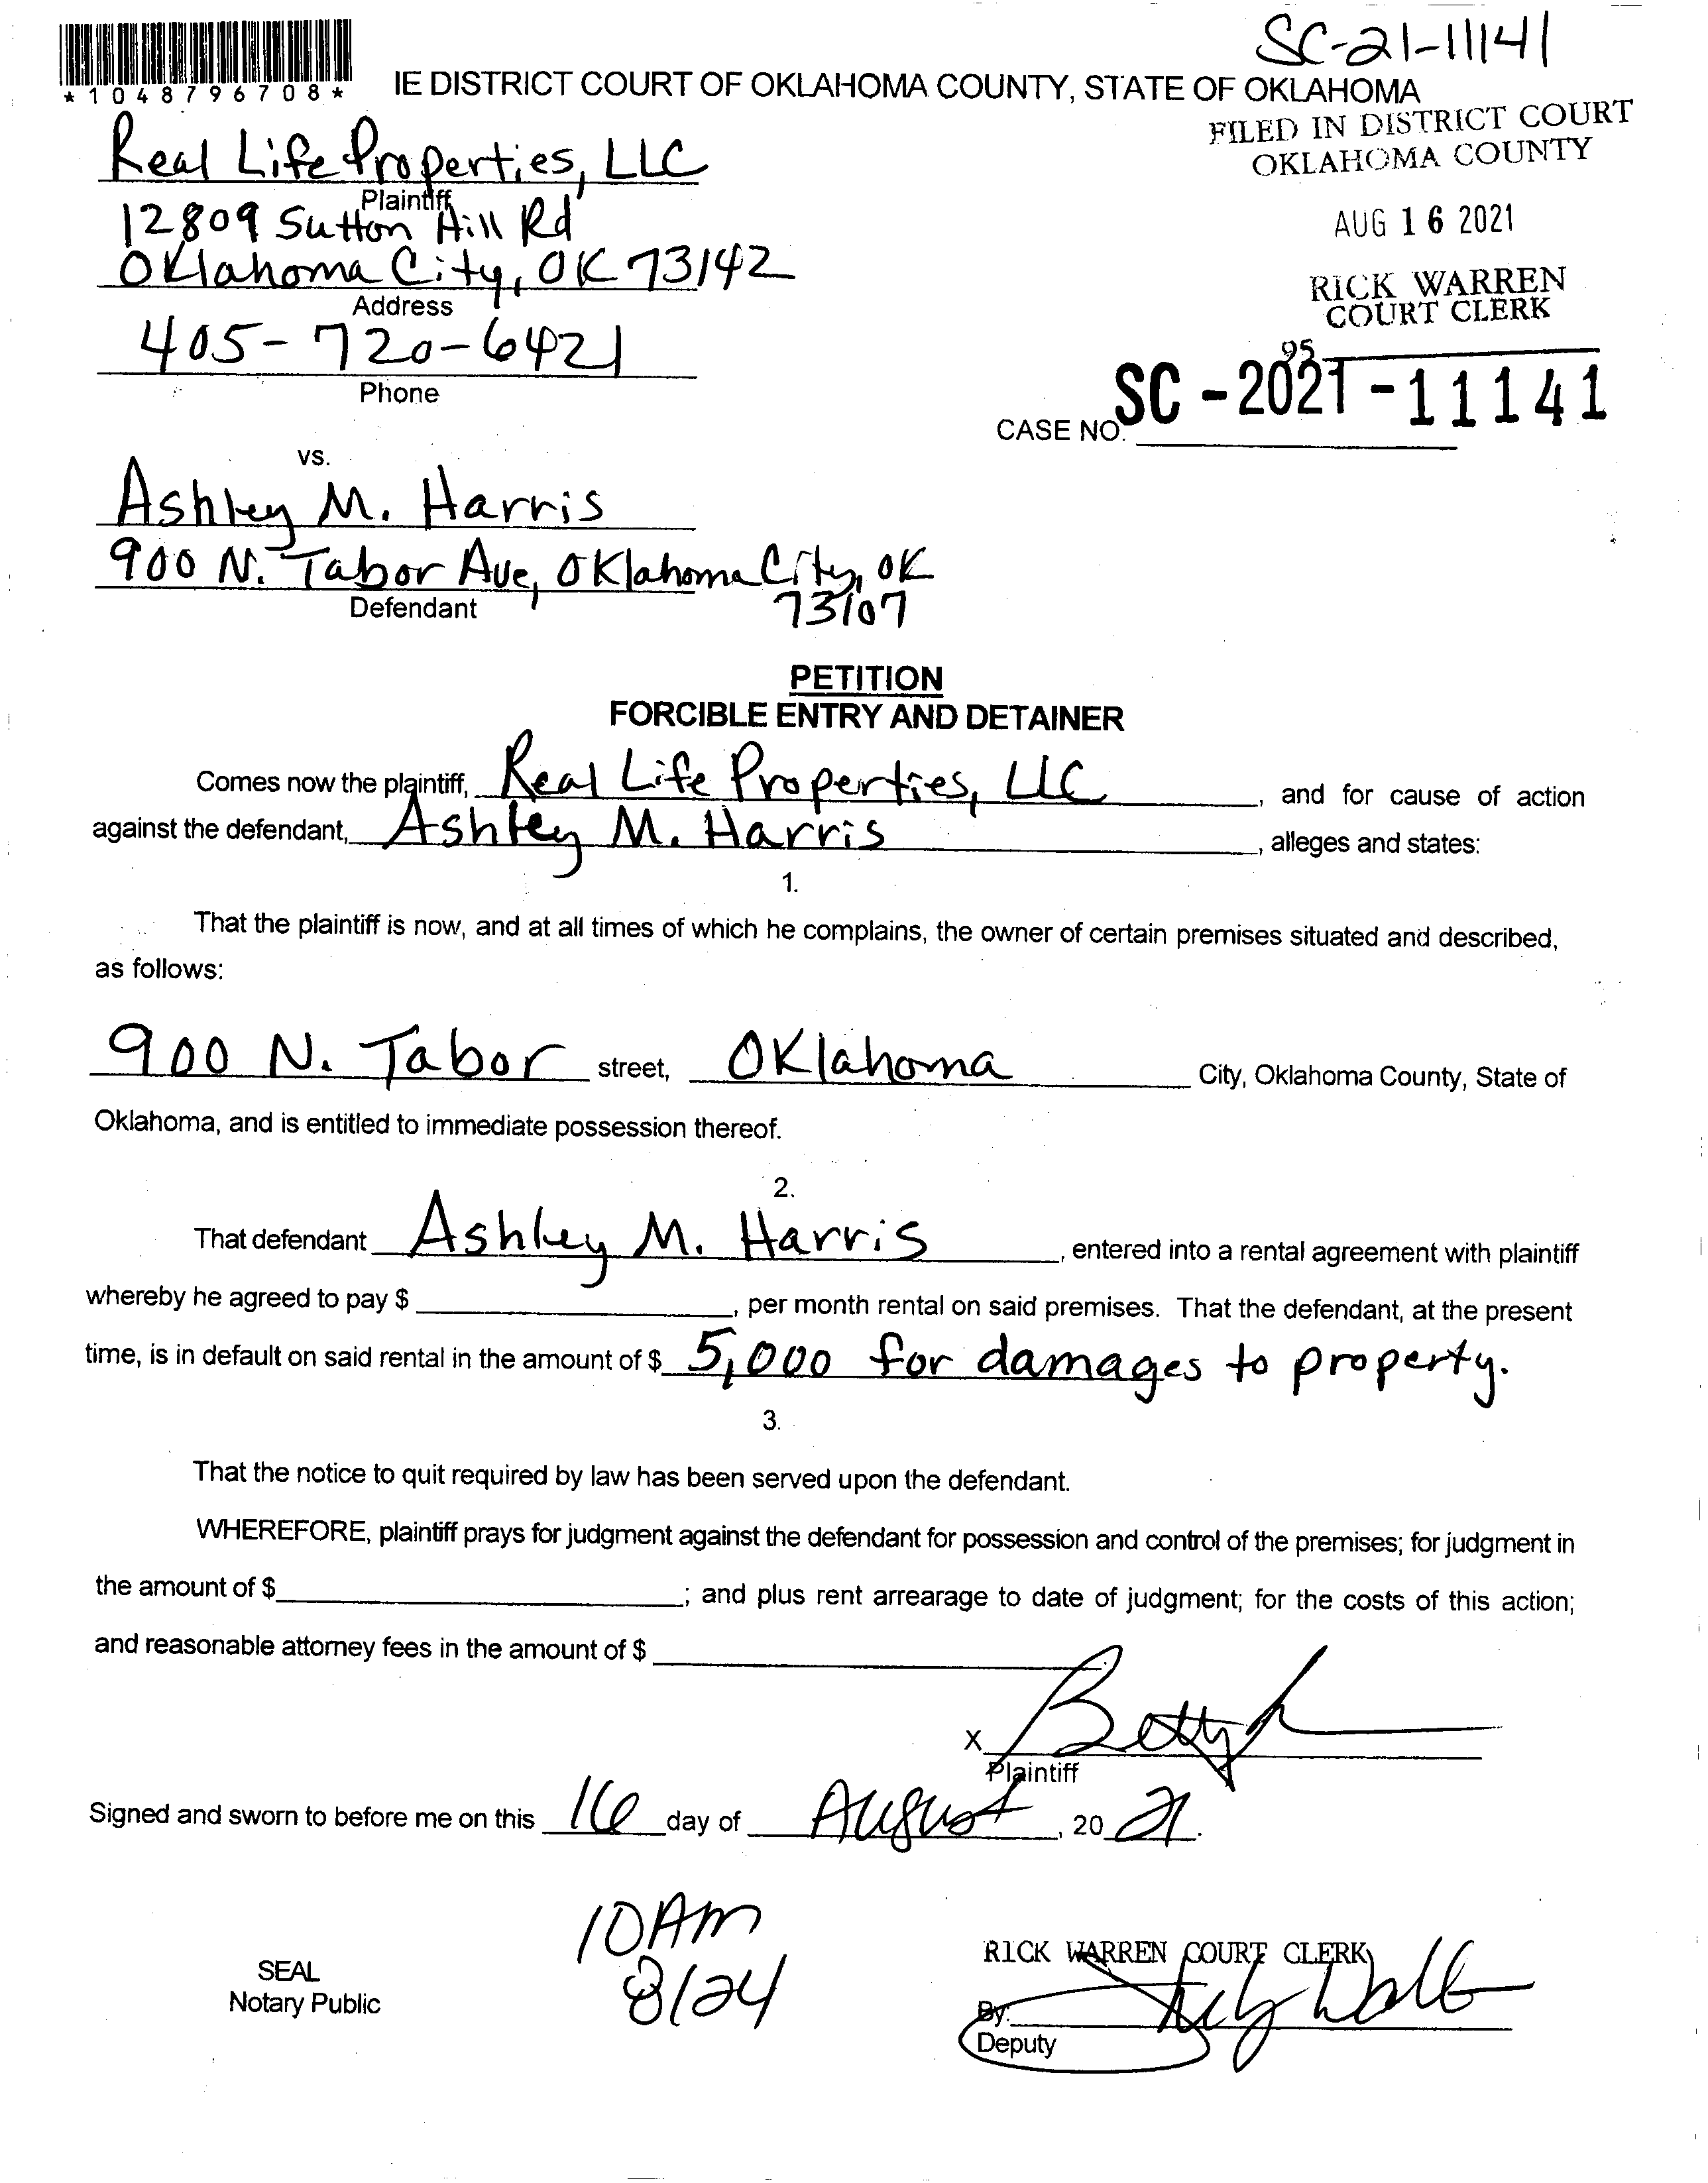 SC-21-11141
*1048796708*
IE DISTRICT COURT OF OKLAHOMA COUNTY, STATE OF OKLAHOMA
FILED IN DISTRICT COURT
OKLAHOMA COUNTY
Real Life Properties, LLC
Plaintiff
12809 Sutton Hill Rd
AUG 16 2021
Oklahoma City, OK 73142
Address
RICK WARREN
COURT CLERK
405-720-6421
Phone
95
CASE NO. SC-2021-11141
vs.
Ashley M. Harris
900 N. Tabor Ave, Oklahoma City, OK
73107
Defendant
PETITION
FORCIBLE ENTRY AND DETAINER
Comes now the plaintiff, Real Life Properties, LLC, and for cause of action
against the defendant, Ashley M. Harris, alleges and states:
1.
That the plaintiff is now, and at all times of which he complains, the owner of certain premises situated and described,
as follows:
900 N. Tabor street, Oklahoma City, Oklahoma County, State of
Oklahoma, and is entitled to immediate possession thereof.
2.
That defendant Ashley M. Harris, entered into a rental agreement with plaintiff
whereby he agreed to pay $, per month rental on said premises. That the defendant, at the present
time, is in default on said rental in the amount of $ 5,000 for damages to property.
3.
That the notice to quit required by law has been served upon the defendant.
WHEREFORE, plaintiff prays for judgment against the defendant for possession and control of the premises; for judgment in
the amount of $; and plus rent arrearage to date of judgment; for the costs of this action;
and reasonable attorney fees in the amount of $
X Betty
Plaintiff
Signed and sworn to before me on this 16 day of August, 20 21.
10AM
8/24
SEAL
Notary Public
RICK WARREN COURT CLERK
By:
Deputy